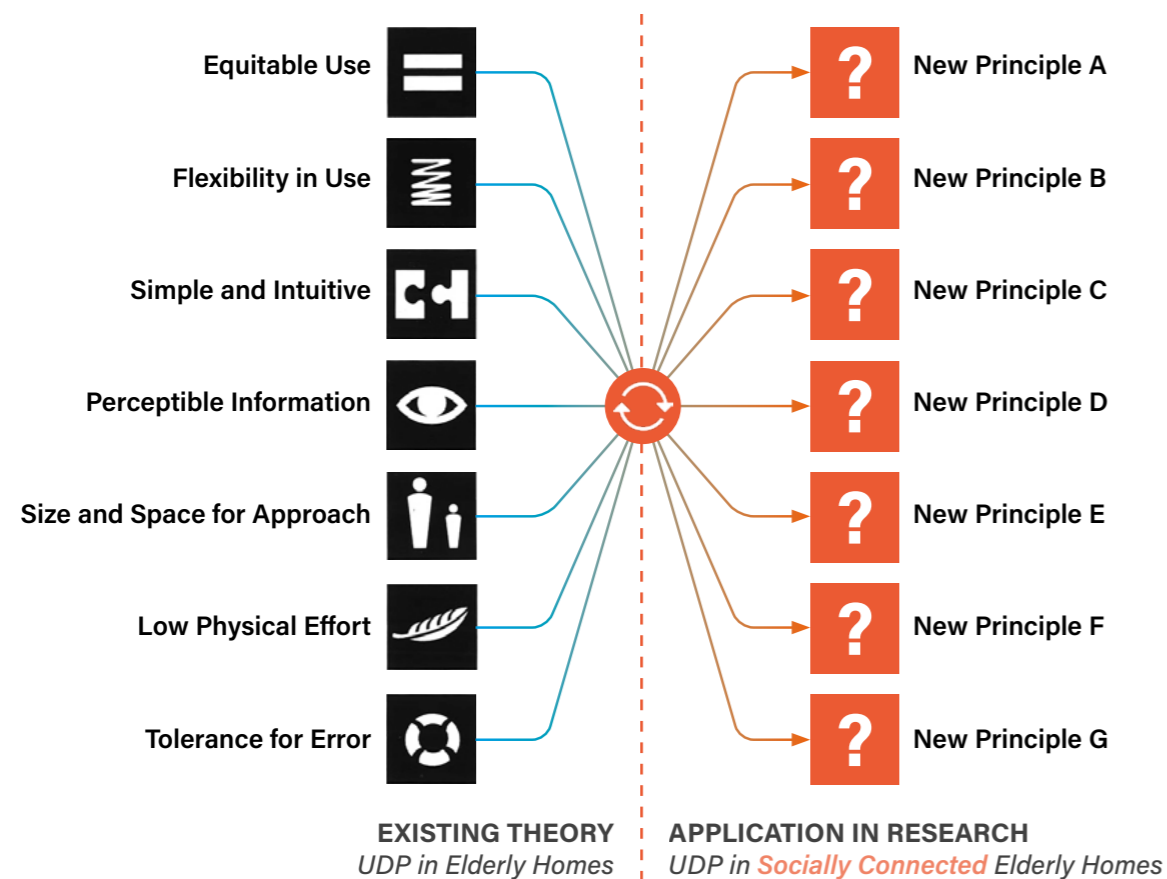 Equitable Use
Flexibility in Use
Simple and Intuitive
Perceptible Information
Size and Space for Approach
Low Physical Effort
Tolerance for Error
? New Principle A
? New Principle B
? New Principle C
? New Principle D
? New Principle E
? New Principle F
? New Principle G
EXISTING THEORY
UDP in Elderly Homes
APPLICATION IN RESEARCH
UDP in Socially Connected Elderly Homes